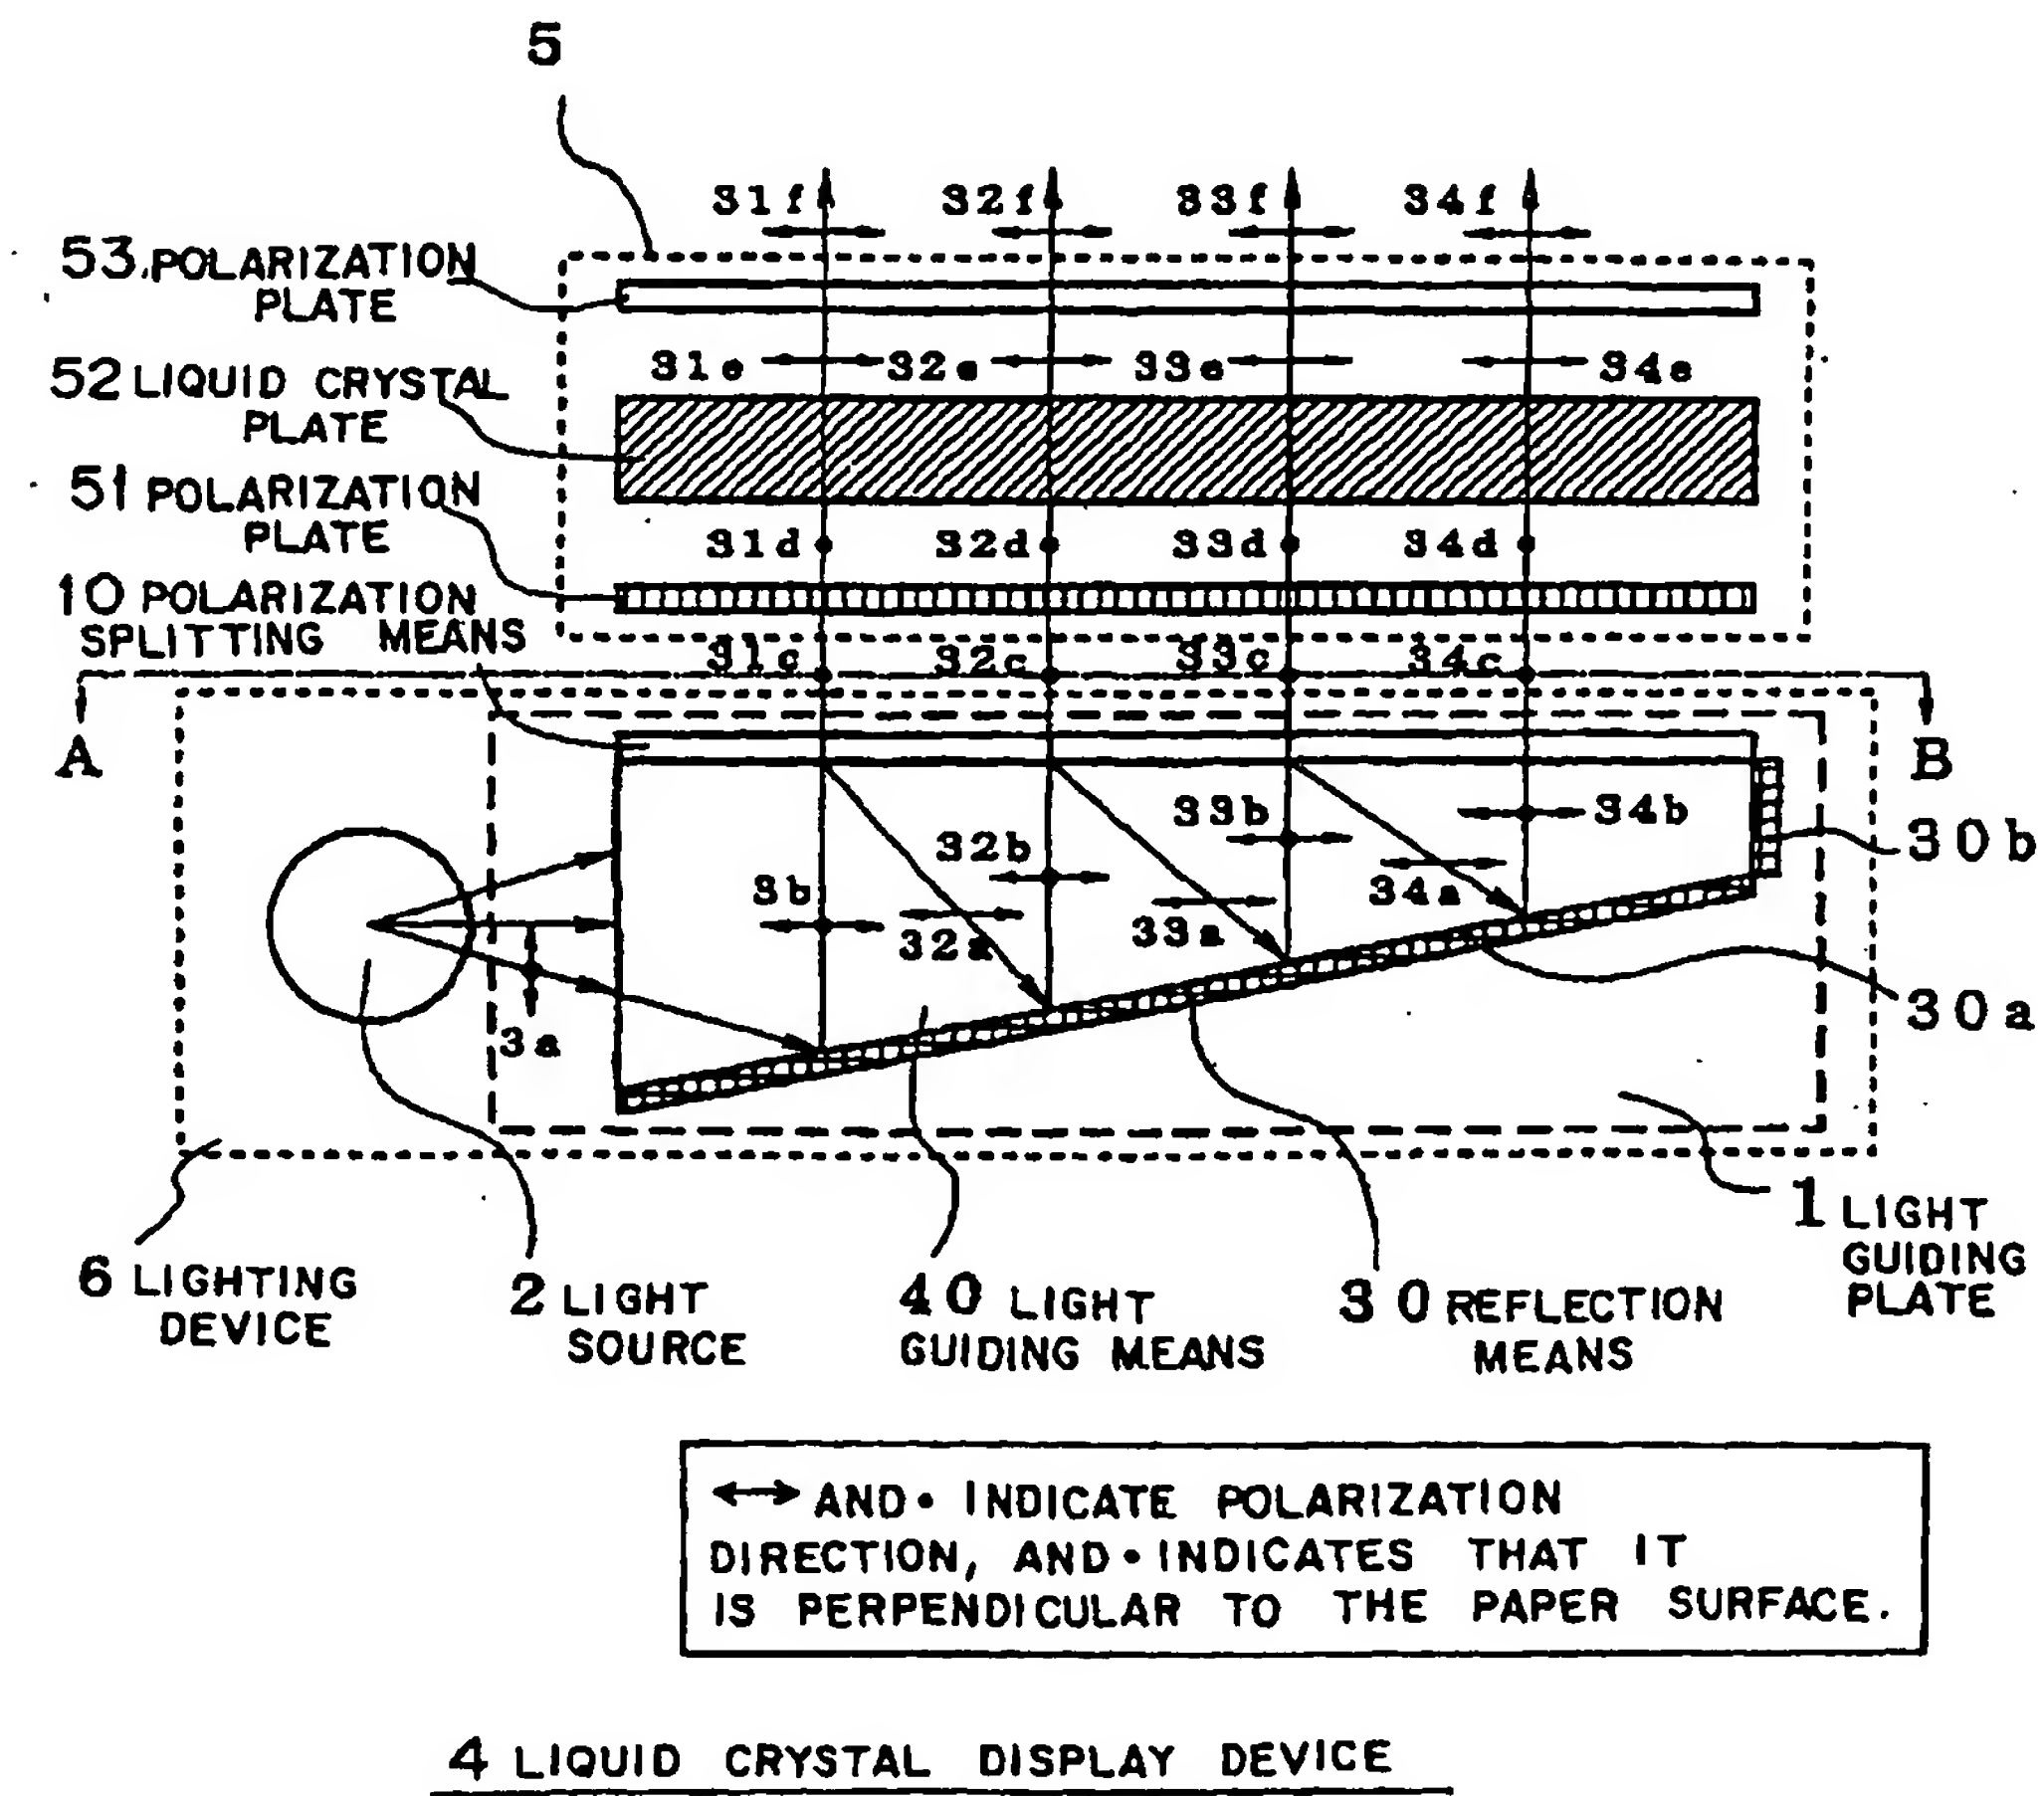 5
31f 32f 33f 34f
53. POLARIZATION
PLATE
31e 32e 33e 34e
52 LIQUID CRYSTAL
PLATE
51 POLARIZATION
PLATE
31d 32d 33d 34d
10 POLARIZATION
SPLITTING MEANS
31c 32c 33c 34c
A B
33b 34b
32b 30b
3b 34a
32a 33a
3a 30a
1 LIGHT
GUIDING
PLATE
6 LIGHTING
DEVICE
2 LIGHT
SOURCE
40 LIGHT
GUIDING MEANS
30 REFLECTION
MEANS
↔ AND • INDICATE POLARIZATION
DIRECTION, AND • INDICATES THAT IT
IS PERPENDICULAR TO THE PAPER SURFACE.
4 LIQUID CRYSTAL DISPLAY DEVICE